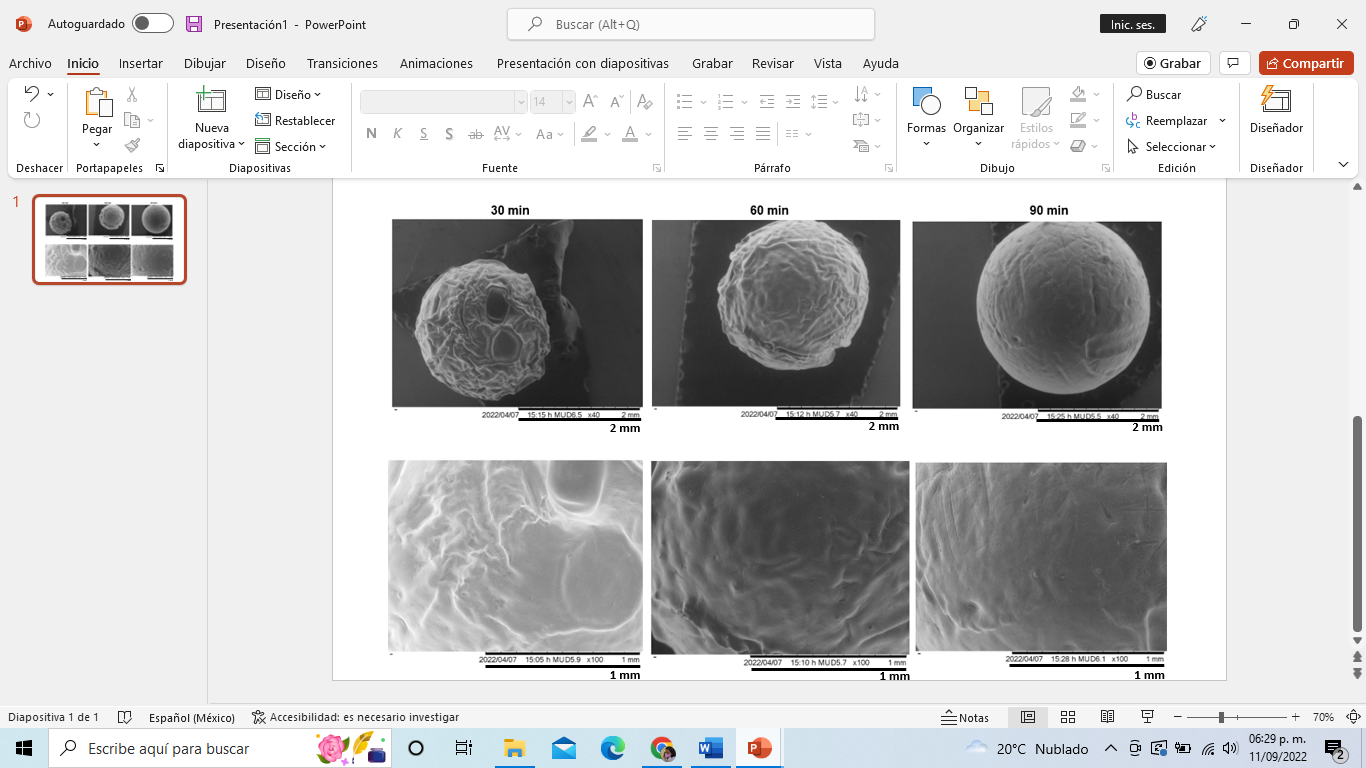 Autoguardado Presentación1 - PowerPoint Buscar (Alt+Q) Inic. ses.
Archivo Inicio Insertar Dibujar Diseño Transiciones Animaciones Presentación con diapositivas Grabar Revisar Vista Ayuda Grabar Compartir
Pegar
Nueva diapositiva
Diseño
Restablecer
Sección
14
N K S S ab AV Aa A
Formas Organizar Estilos rápidos
Buscar
Reemplazar
Seleccionar
Diseñador
Deshacer Portapapeles Diapositivas Fuente Párrafo Dibujo Edición Diseñador
1
30 min 60 min 90 min
2022/04/07 15:15 h MUD6.5 x40 2 mm
2 mm
2022/04/07 15:12 h MUD5.7 x40 2 mm
2 mm
2022/04/07 15:25 h MUD5.5 x40 2 mm
2 mm
2022/04/07 15:05 h MUD5.9 x100 1 mm
1 mm
2022/04/07 15:10 h MUD5.7 x100 1 mm
1 mm
2022/04/07 15:28 h MUD6.1 x100 1 mm
1 mm
Diapositiva 1 de 1 Español (México) Accesibilidad: es necesario investigar Notas 70%
Escribe aquí para buscar 20°C Nublado 06:29 p. m.
11/09/2022 2